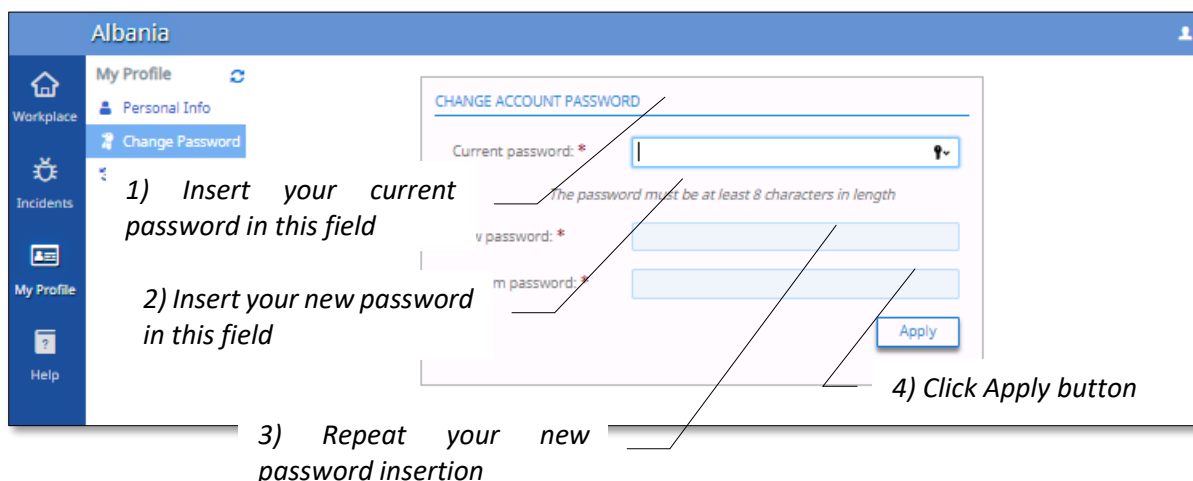 Albania
My Profile
Workplace
Personal Info
Change Password
Incidents
My Profile
Help
CHANGE ACCOUNT PASSWORD
Current password: *
The password must be at least 8 characters in length
password: *
password: *
Apply
1) Insert your current
password in this field
2) Insert your new password
in this field
3) Repeat your new
password insertion
4) Click Apply button